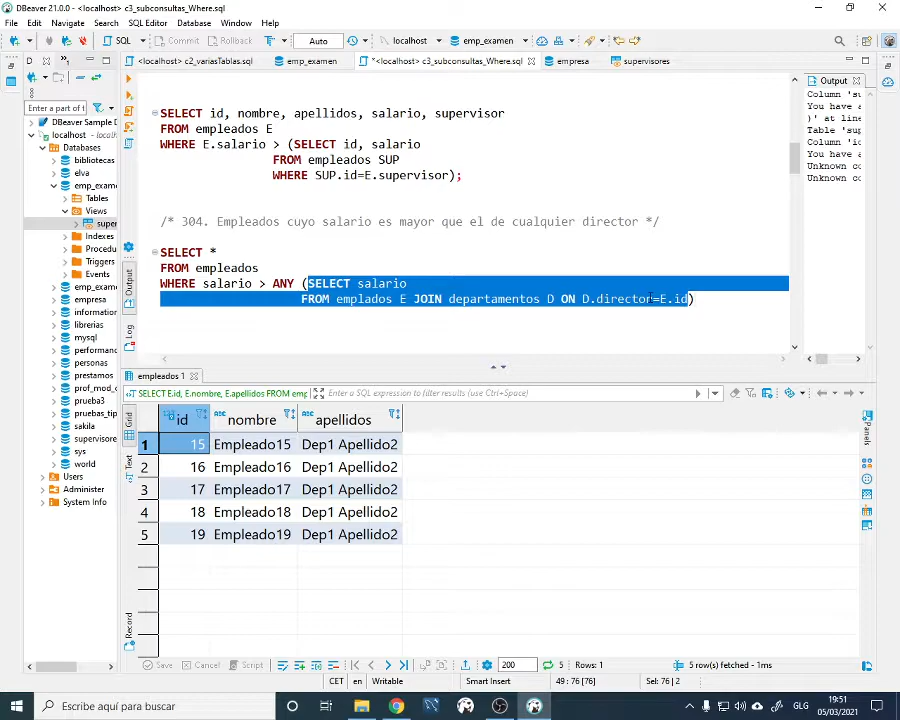 DBeaver 21.0.0 - <localhost> c3_subconsultas_Where.sql
File Edit Navigate Search SQL Editor Database Window Help
SQL Commit Rollback T Auto localhost emp_examen
D <localhost> c2_variasTablas.sql emp_examen *<localhost> c3_subconsultas_Where.sql empresa supervisores Output
Enter a part of t
DBeaver Sample D
localhost
Databases
bibliotecas
elva
emp_exame
Tables
Views
super
Indexes
Procedu
Triggers
Events
emp_exame
empresa
information
librerias
mysql
performanc
personas
prestamos
prof_mod_c
prueba3
pruebas_tip
sakila
supervisore
sys
world
Users
Administer
System Info
SELECT id, nombre, apellidos, salario, supervisor
FROM empleados E
WHERE E.salario > (SELECT id, salario
FROM empleados SUP
WHERE SUP.id=E.supervisor);
/* 304. Empleados cuyo salario es mayor que el de cualquier director */
SELECT *
FROM empleados
WHERE salario > ANY (SELECT salario
FROM emplados E JOIN departamentos D ON D.director=E.id)
Output
Log
Column 'su
You have a
)' at line
Table 'sup
Column 'id
You have a
Unknown co
Unknown co
empleados 1
SELECT E.id, E.nombre, E.apellidos FROM emp Enter a SQL expression to filter results (use Ctrl+Space)
Grid
Text
Record
Panels
id nombre apellidos
1 15 Empleado15 Dep1 Apellido2
2 16 Empleado16 Dep1 Apellido2
3 17 Empleado17 Dep1 Apellido2
4 18 Empleado18 Dep1 Apellido2
5 19 Empleado19 Dep1 Apellido2
Save Cancel Script 200 5 Rows: 1 5 row(s) fetched - 1ms
CET en Writable Smart Insert 49 : 76 [76] Sel: 76 | 2
Escribe aquí para buscar GLG 19:51
05/03/2021